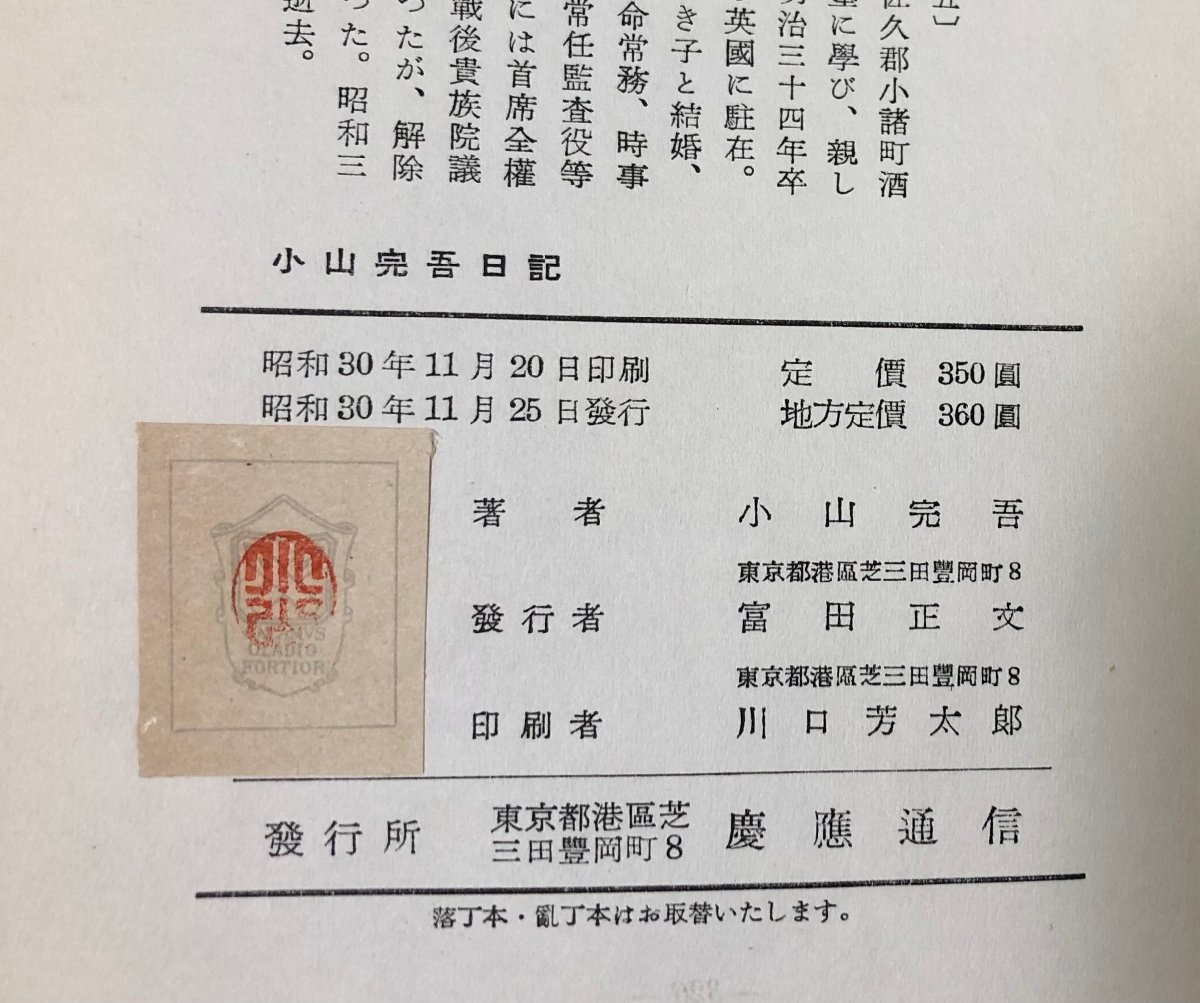 五〕
佐久郡小諸町酒
に學び、親し
明治三十四年卒
英國に駐在。
き子と結婚、
命常務、時事
常任監査役等
には首席全權
戰後貴族院議
ったが、解除
った。昭和三
逝去。
小山完吾日記
昭和30年11月20日印刷 定價 350圓
昭和30年11月25日發行 地方定價 360圓
著者 小山完吾
東京都港區芝三田豐岡町8
發行者 富田正文
東京都港區芝三田豐岡町8
印刷者 川口芳太郎
GLADIO
FORTIOR
發行所 東京都港區芝三田豐岡町8 慶應通信
落丁本・亂丁本はお取替いたします。